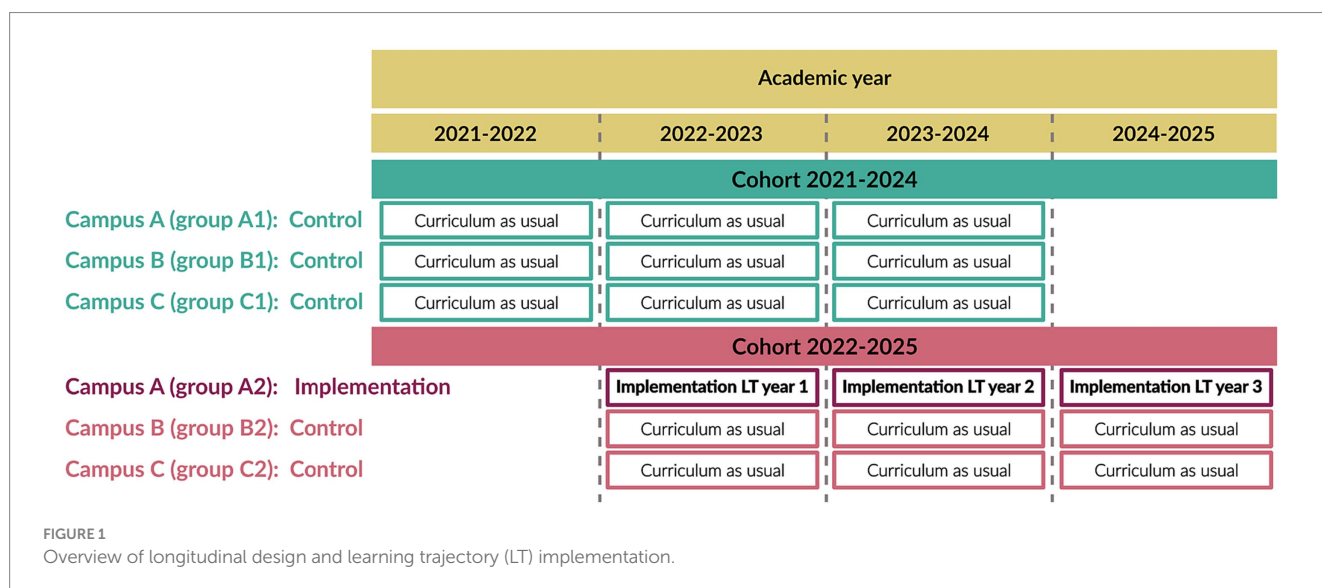 Academic year
2021-2022 2022-2023 2023-2024 2024-2025
Cohort 2021-2024
Campus A (group A1): Control Curriculum as usual Curriculum as usual Curriculum as usual
Campus B (group B1): Control Curriculum as usual Curriculum as usual Curriculum as usual
Campus C (group C1): Control Curriculum as usual Curriculum as usual Curriculum as usual
Cohort 2022-2025
Campus A (group A2): Implementation Implementation LT year 1 Implementation LT year 2 Implementation LT year 3
Campus B (group B2): Control Curriculum as usual Curriculum as usual Curriculum as usual
Campus C (group C2): Control Curriculum as usual Curriculum as usual Curriculum as usual
FIGURE 1
Overview of longitudinal design and learning trajectory (LT) implementation.